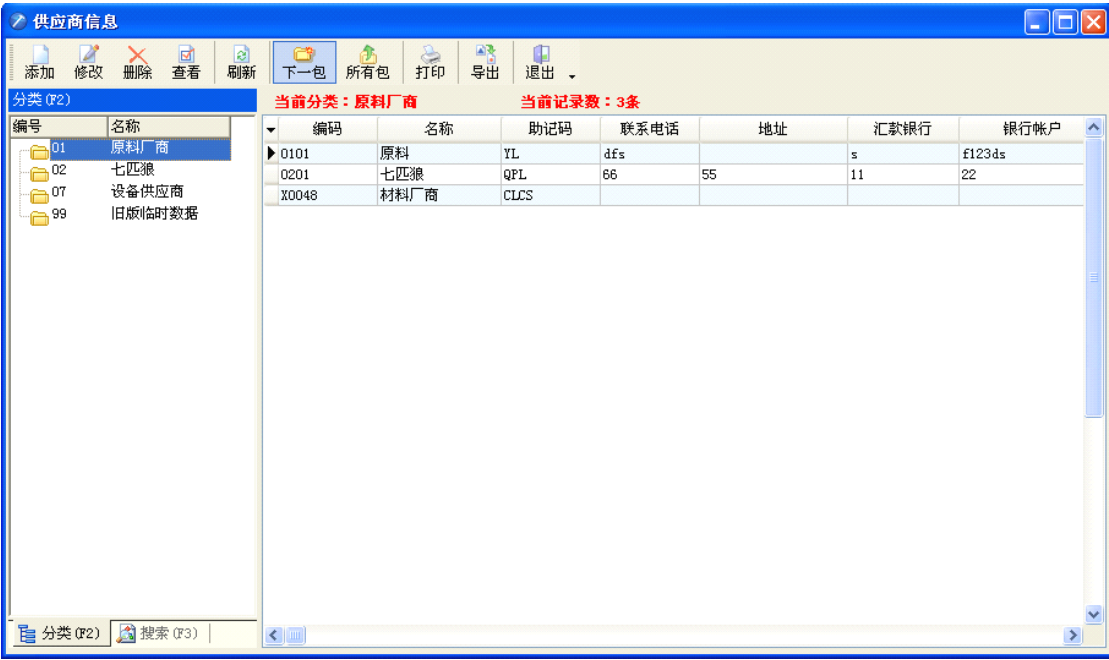 供应商信息
添加 修改 删除 查看 刷新 下一包 所有包 打印 导出 退出
分类(F2) 当前分类：原料厂商 当前记录数：3条
编号 名称
01 原料厂商
02 七匹狼
07 设备供应商
99 旧版临时数据
编码 名称 助记码 联系电话 地址 汇款银行 银行帐户
0101 原料 YL dfs s f123ds
0201 七匹狼 QPL 66 55 11 22
X0048 材料厂商 CLCS
分类(F2) 搜索(F3)